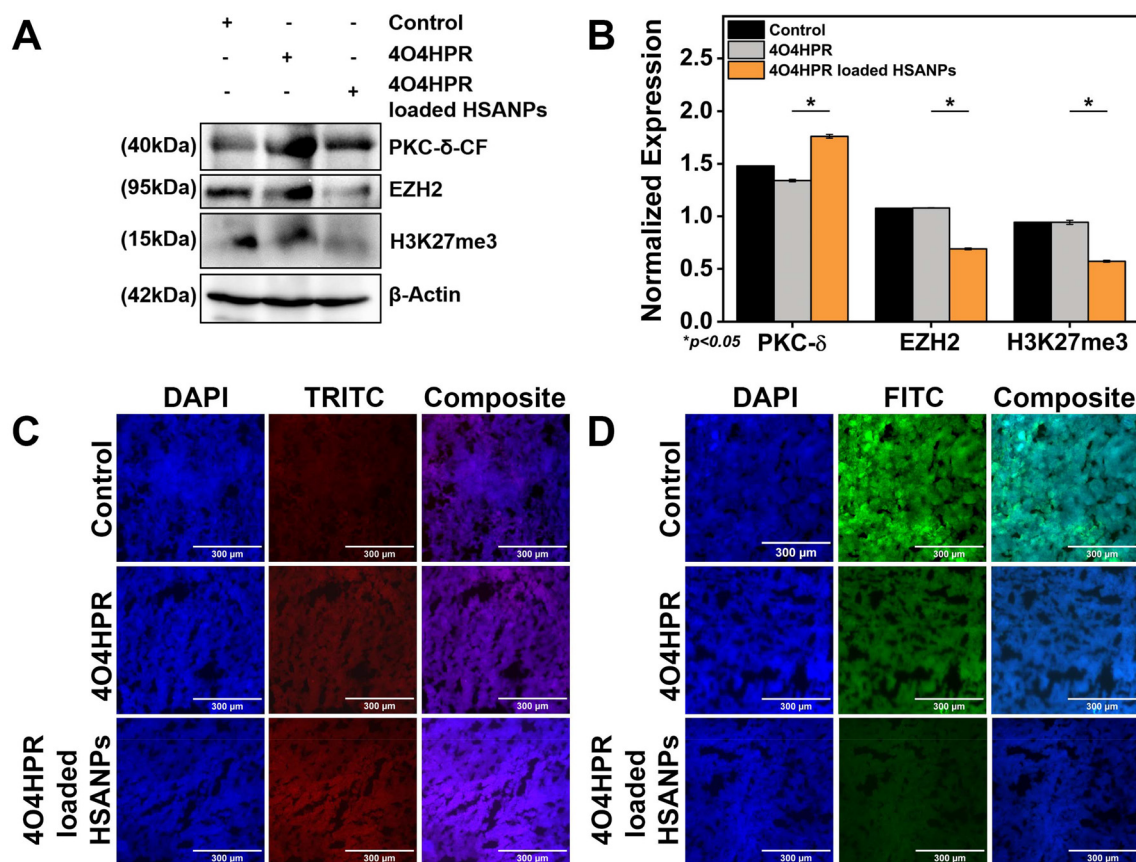 A
+ - - Control
- + - 4O4HPR
- - + 4O4HPR
loaded HSANPs
(40kDa) PKC-δ-CF
(95kDa) EZH2
(15kDa) H3K27me3
(42kDa) β-Actin
B
Normalized Expression
2.5
2.0
1.5
1.0
0.5
0.0
Control
4O4HPR
4O4HPR loaded HSANPs
* * *
*p<0.05
PKC-δ EZH2 H3K27me3
C
DAPI TRITC Composite
Control
300 µm 300 µm 300 µm
4O4HPR
300 µm 300 µm 300 µm
4O4HPR
loaded
HSANPs
300 µm 300 µm 300 µm
D
DAPI FITC Composite
Control
300 µm 300 µm 300 µm
4O4HPR
300 µm 300 µm 300 µm
4O4HPR
loaded
HSANPs
300 µm 300 µm 300 µm